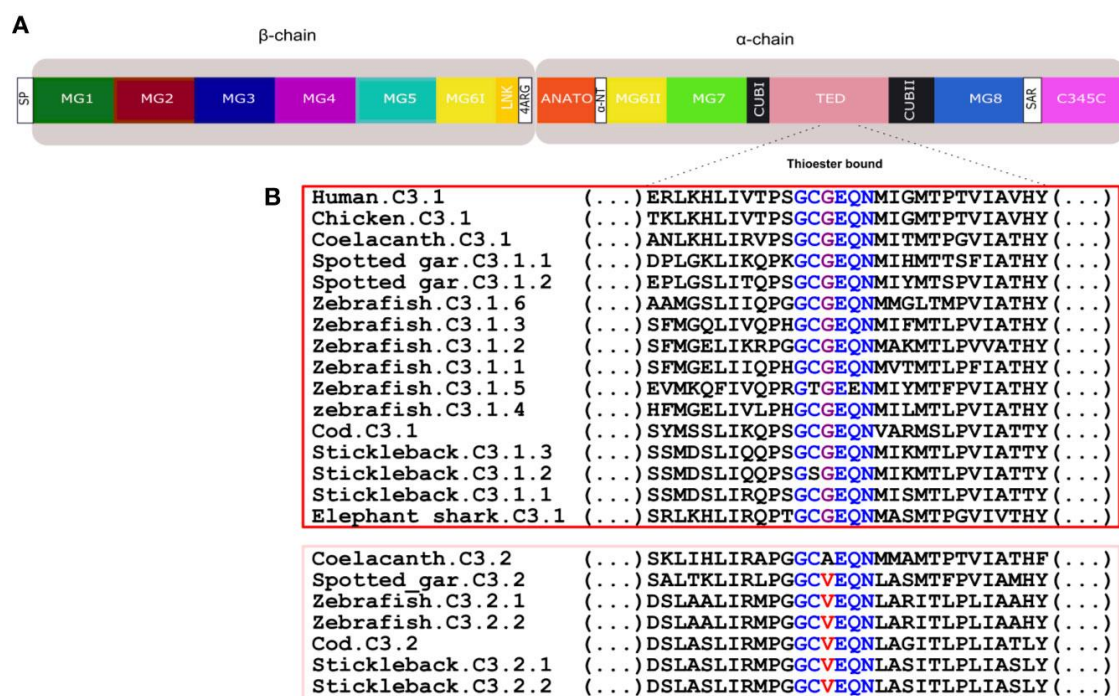 A
β-chain
α-chain
SP MG1 MG2 MG3 MG4 MG5 MG6I LNK 4ARG ANATO α-NT MG6II MG7 CUBI TED CUBII MG8 SAR C345C
Thioester bound
B
Human.C3.1 (...)ERLKHLIVTPSGCGEQNMIGMTPTVIAVHY(...)
Chicken.C3.1 (...)TKLKHLIVTPSGCGEQNMIGMTPTVIAVHY(...)
Coelacanth.C3.1 (...)ANLKHLIRVPSGCGEQNMITMTPGVIATHY(...)
Spotted gar.C3.1.1 (...)DPLGKLIKQPKGCGEQNMIHMTTSFIATHY(...)
Spotted gar.C3.1.2 (...)EPLGSLITQPSGCGEQNMIYMTSPVIATHY(...)
Zebrafish.C3.1.6 (...)AAMGSLIIQPGGCGEQNMMGLTMPVIATHY(...)
Zebrafish.C3.1.3 (...)SFMGQLIVQPHGCGEQNMIFMTLPVIATHY(...)
Zebrafish.C3.1.2 (...)SFMGELIKRPGGCGEQNMAKMTLPVVATHY(...)
Zebrafish.C3.1.1 (...)SFMGELIIQPHGCGEQNMVTMTLPFIATHY(...)
Zebrafish.C3.1.5 (...)EVMKQFIVQPRGTGEENMIYMTFPVIATHY(...)
zebrafish.C3.1.4 (...)HFMGELIVLPHGCGEQNMILMTLPVIATHY(...)
Cod.C3.1 (...)SYMSSLIKQPSGCGEQNVARMSLPVIATTY(...)
Stickleback.C3.1.3 (...)SSMDSLIQQPSGCGEQNMIKMTLPVIATTY(...)
Stickleback.C3.1.2 (...)SSMDSLIQQPSGSGEQNMIGMTLPVIATTY(...)
Stickleback.C3.1.1 (...)SSMDSLIRQPSGCGEQNMISMTLPVIATTY(...)
Elephant shark.C3.1 (...)SRLKHLIRQPTGCGEQNMASMTPGVIVTHY(...)
Coelacanth.C3.2 (...)SKLIHLIRAPGGCAEQNMMAMTPTVIATHF(...)
Spotted_gar.C3.2 (...)SALTKLIRLPGGCVEQNLASMTFPVIAMHY(...)
Zebrafish.C3.2.1 (...)DSLAALIRMPGGCVEQNLARITLPLIAAHY(...)
Zebrafish.C3.2.2 (...)DSLAALIRMPGGCVEQNLARITLPLIAAHY(...)
Cod.C3.2 (...)DSLASLIRMPGGCVEQNLAGITLPLIATLY(...)
Stickleback.C3.2.1 (...)DSLASLIRMPGGCVEQNLASITLPLIASLY(...)
Stickleback.C3.2.2 (...)DSLASLIRMPGGCVEQNLASITLPLIASLY(...)